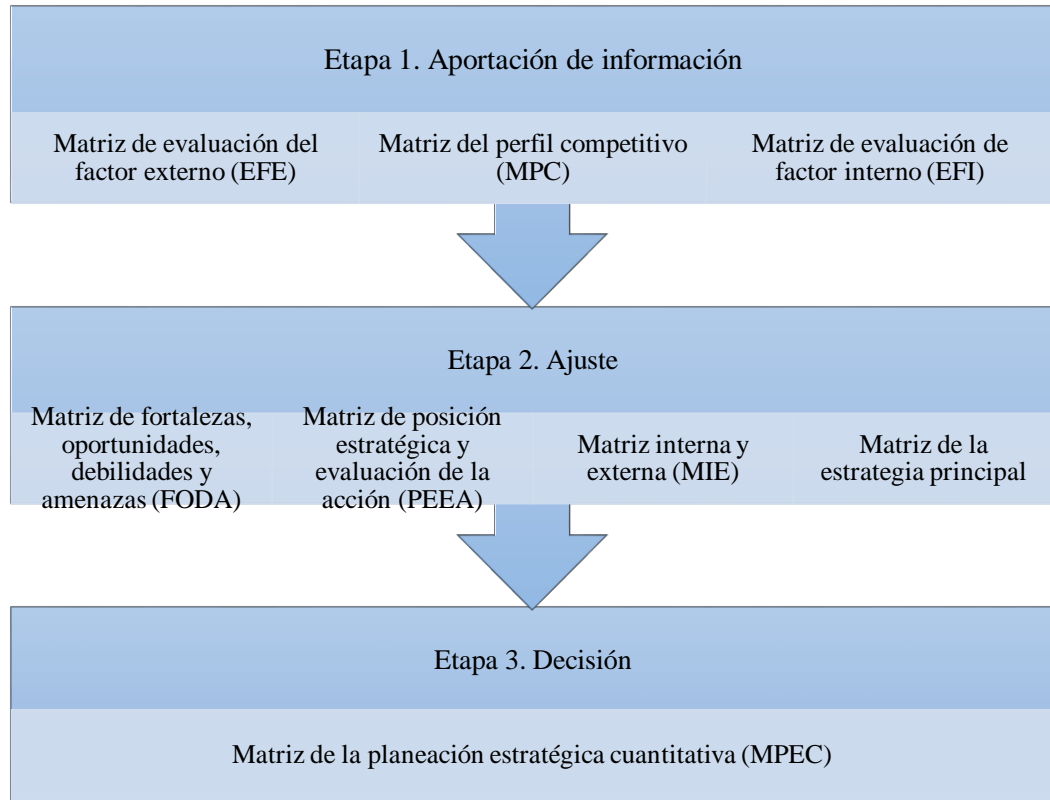 Etapa 1. Aportación de información
Matriz de evaluación del
factor externo (EFE)
Matriz del perfil competitivo
(MPC)
Matriz de evaluación de
factor interno (EFI)
Etapa 2. Ajuste
Matriz de fortalezas,
oportunidades,
debilidades y
amenazas (FODA)
Matriz de posición
estratégica y
evaluación de la
acción (PEEA)
Matriz interna y
externa (MIE)
Matriz de la
estrategia principal
Etapa 3. Decisión
Matriz de la planeación estratégica cuantitativa (MPEC)